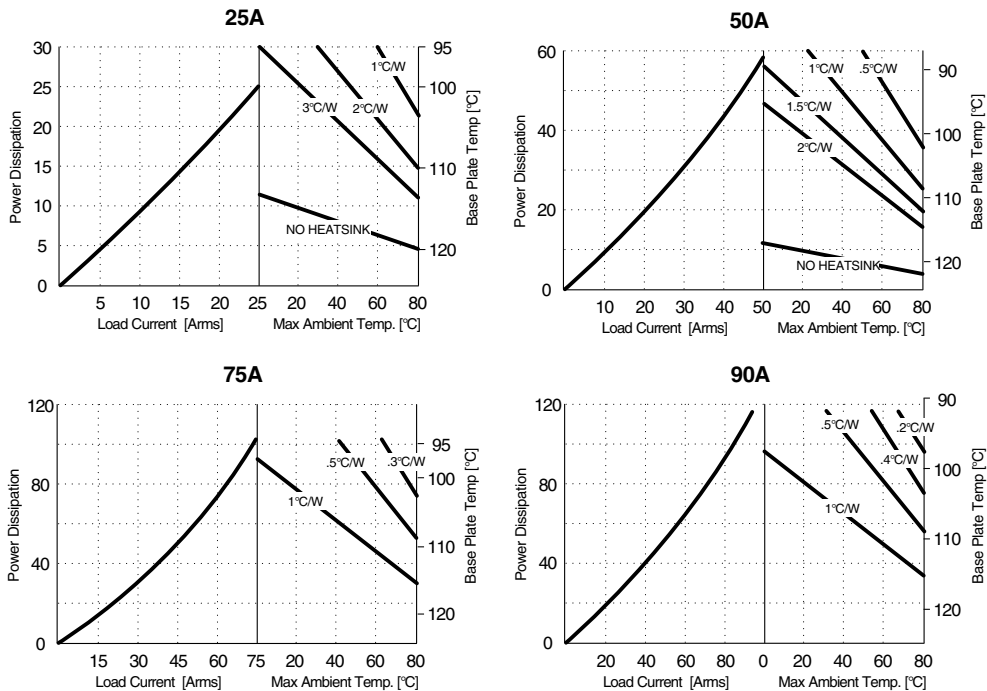 25A
30
25
20
15
10
5
0
Power Dissipation
1°C/W
2°C/W
3°C/W
NO HEATSINK
95
100
110
120
Base Plate Temp [°C]
5 10 15 20 25 20 40 60 80
Load Current [Arms] Max Ambient Temp. [°C]
50A
60
40
20
0
Power Dissipation
1°C/W
.5°C/W
1.5°C/W
2°C/W
NO HEATSINK
90
100
110
120
Base Plate Temp [°C]
10 20 30 40 50 20 40 60 80
Load Current [Arms] Max Ambient Temp. [°C]
75A
120
80
40
0
Power Dissipation
.5°C/W
.3°C/W
1°C/W
95
100
110
120
Base Plate Temp [°C]
15 30 45 60 75 20 40 60 80
Load Current [Arms] Max Ambient Temp. [°C]
90A
120
80
40
0
Power Dissipation
.5°C/W
.2°C/W
.4°C/W
1°C/W
90
100
110
120
Base Plate Temp [°C]
20 40 60 80 0 20 40 60 80
Load Current [Arms] Max Ambient Temp. [°C]